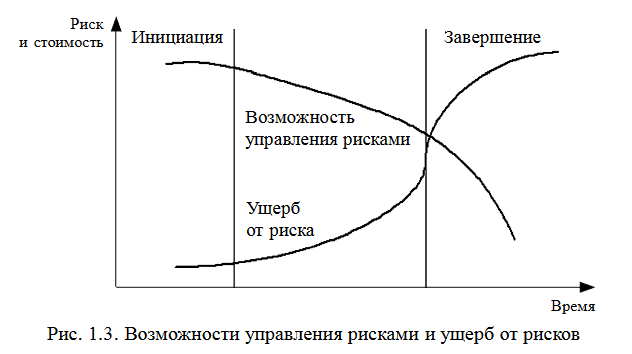 Риск
и стоимость
Инициация
Завершение
Возможность
управления рисками
Ущерб
от риска
Время
Рис. 1.3. Возможности управления рисками и ущерб от рисков